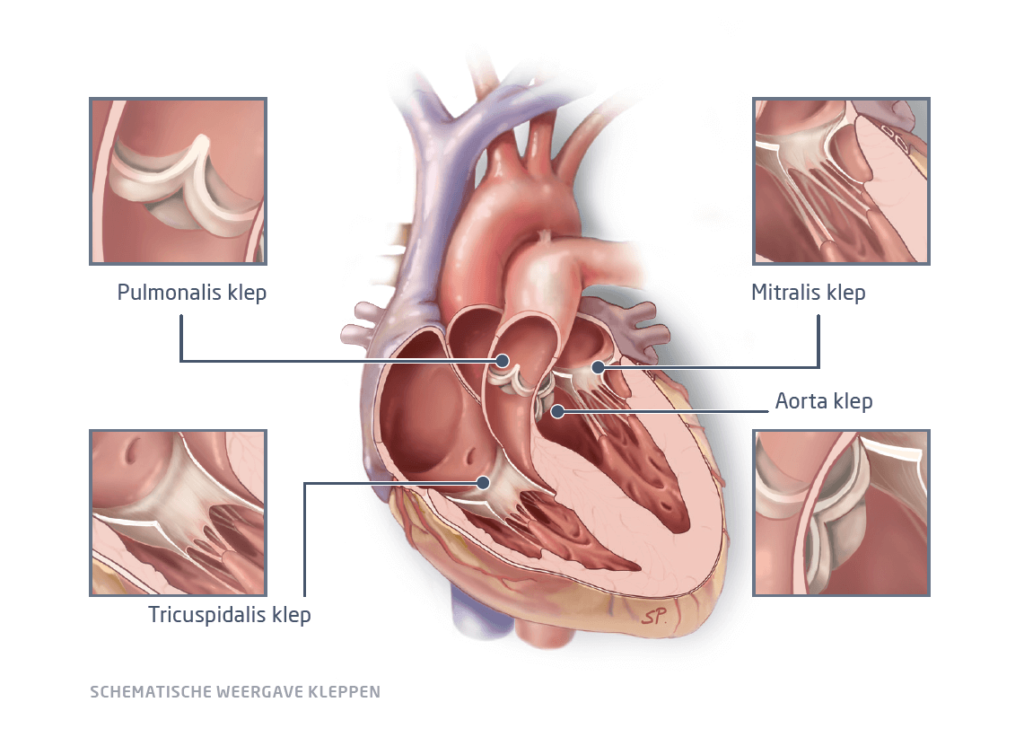 Pulmonalis klep
Mitralis klep
Aorta klep
Tricuspidalis klep
SP.
SCHEMATISCHE WEERGAVE KLEPPEN